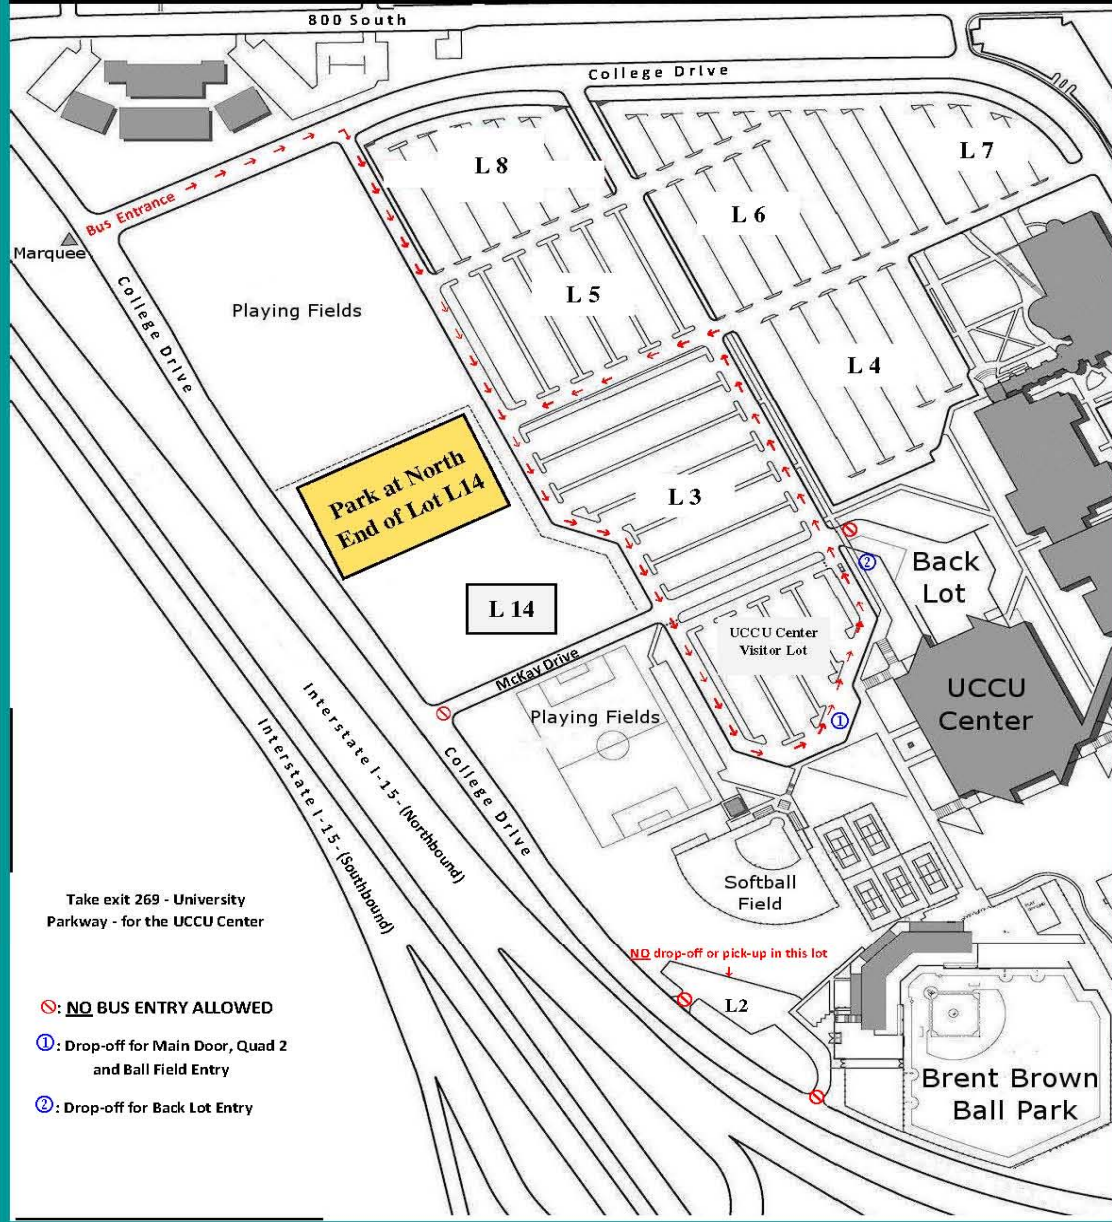 800 South
College Drive
L 8
L 7
L 6
Bus Entrance
Marquee
College Drive
Playing Fields
L 5
L 4
Park at North
End of Lot L14
L 3
Back
Lot
2
L 14
UCCU Center
Visitor Lot
McKay Drive
Playing Fields
1
UCCU
Center
Interstate I-15 - (Northbound)
Interstate I-15 - (Southbound)
College Drive
Softball
Field
Take exit 269 - University
Parkway - for the UCCU Center
NO drop-off or pick-up in this lot
L2
: NO BUS ENTRY ALLOWED
1: Drop-off for Main Door, Quad 2
and Ball Field Entry
2: Drop-off for Back Lot Entry
Brent Brown
Ball Park